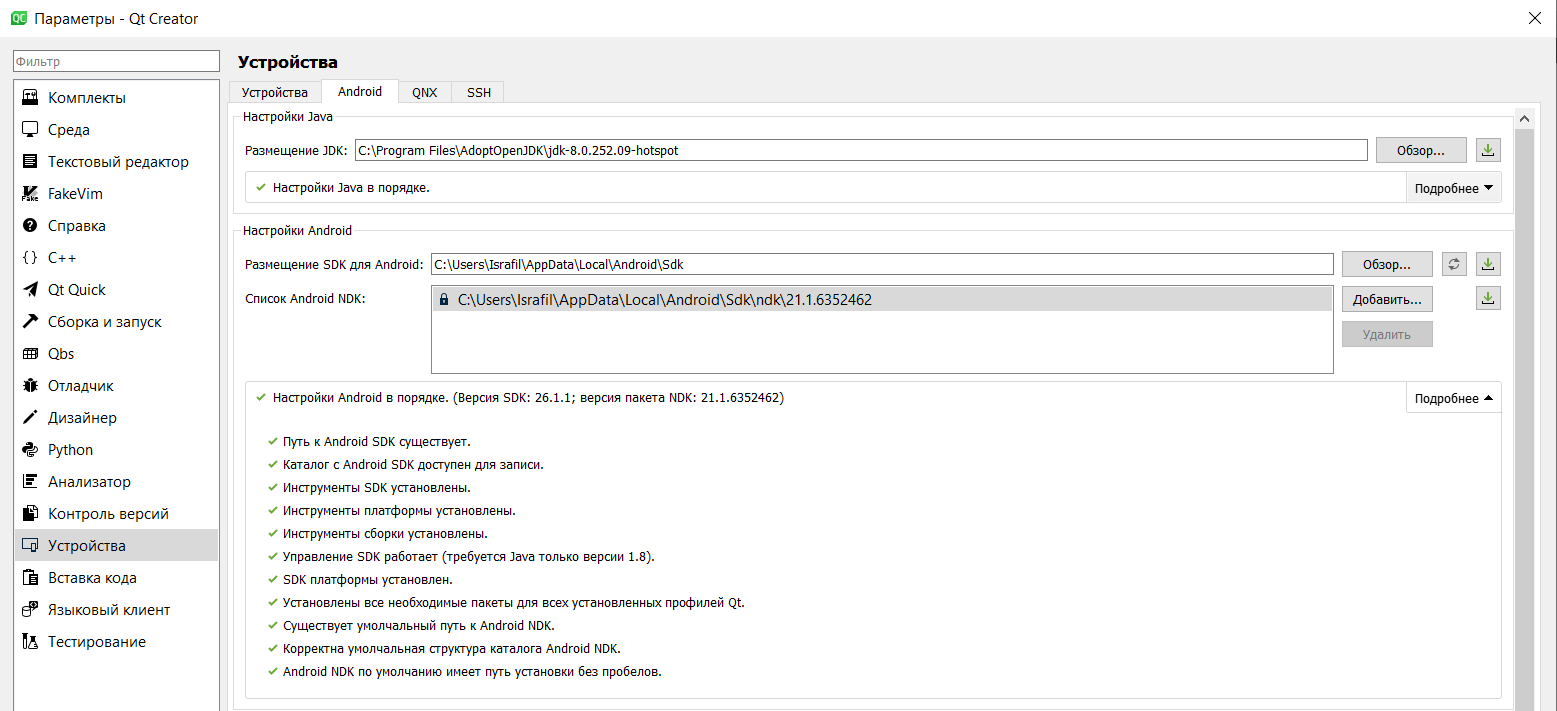 Параметры - Qt Creator
Фильтр
Комплекты
Среда
Текстовый редактор
FakeVim
Справка
C++
Qt Quick
Сборка и запуск
Qbs
Отладчик
Дизайнер
Python
Анализатор
Контроль версий
Устройства
Вставка кода
Языковый клиент
Тестирование
Устройства
Устройства Android QNX SSH
Настройки Java
Размещение JDK: C:\Program Files\AdoptOpenJDK\jdk-8.0.252.09-hotspot Обзор...
Настройки Java в порядке. Подробнее
Настройки Android
Размещение SDK для Android: C:\Users\Israfil\AppData\Local\Android\Sdk Обзор...
Список Android NDK: C:\Users\Israfil\AppData\Local\Android\Sdk\ndk\21.1.6352462 Добавить...
Удалить
Настройки Android в порядке. (Версия SDK: 26.1.1; версия пакета NDK: 21.1.6352462) Подробнее
Путь к Android SDK существует.
Каталог с Android SDK доступен для записи.
Инструменты SDK установлены.
Инструменты платформы установлены.
Инструменты сборки установлены.
Управление SDK работает (требуется Java только версии 1.8).
SDK платформы установлен.
Установлены все необходимые пакеты для всех установленных профилей Qt.
Существует умолчальный путь к Android NDK.
Корректна умолчальная структура каталога Android NDK.
Android NDK по умолчанию имеет путь установки без пробелов.